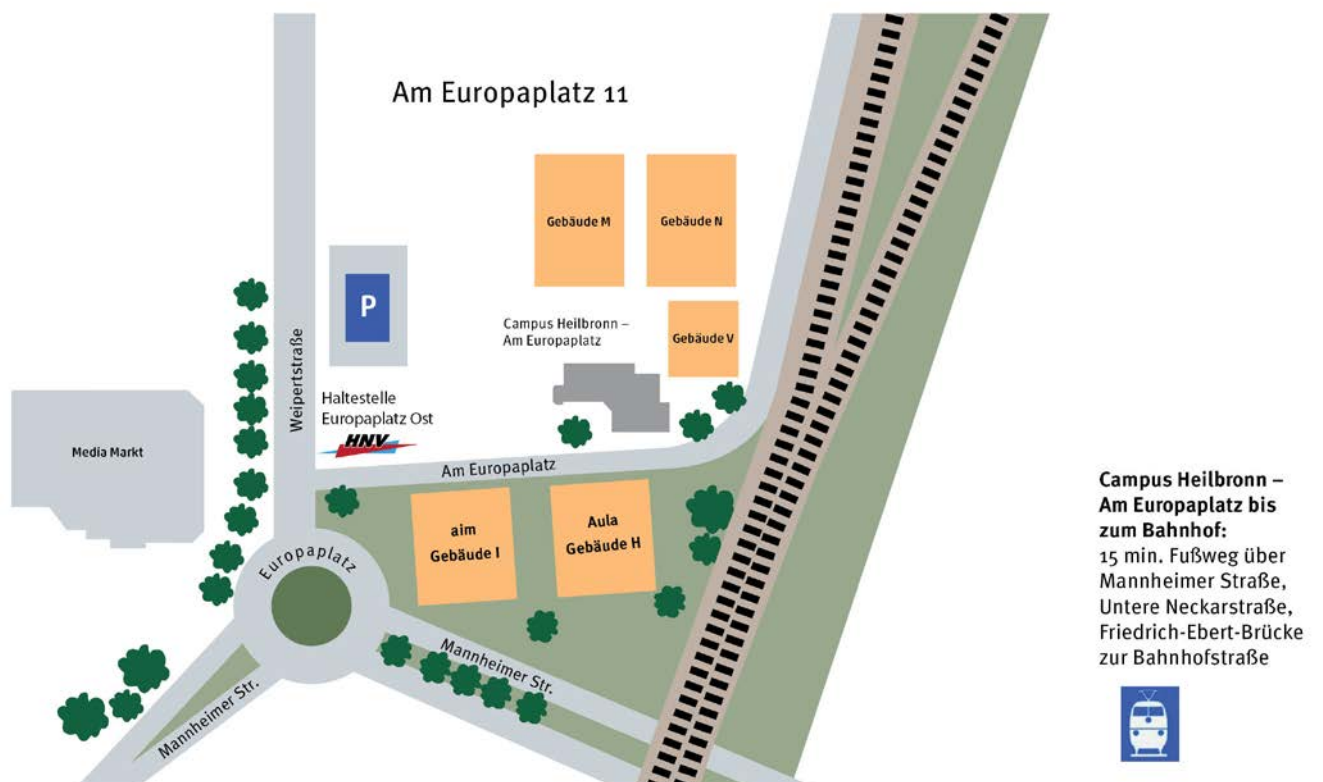 Am Europaplatz 11
Gebäude M
Gebäude N
P
Campus Heilbronn –
Am Europaplatz
Gebäude V
Weipertstraße
Haltestelle
Europaplatz Ost
HNV
Media Markt
Am Europaplatz
aim
Gebäude I
Aula
Gebäude H
Europaplatz
Mannheimer Str.
Mannheimer Str.
Campus Heilbronn –
Am Europaplatz bis
zum Bahnhof:
15 min. Fußweg über
Mannheimer Straße,
Untere Neckarstraße,
Friedrich-Ebert-Brücke
zur Bahnhofstraße